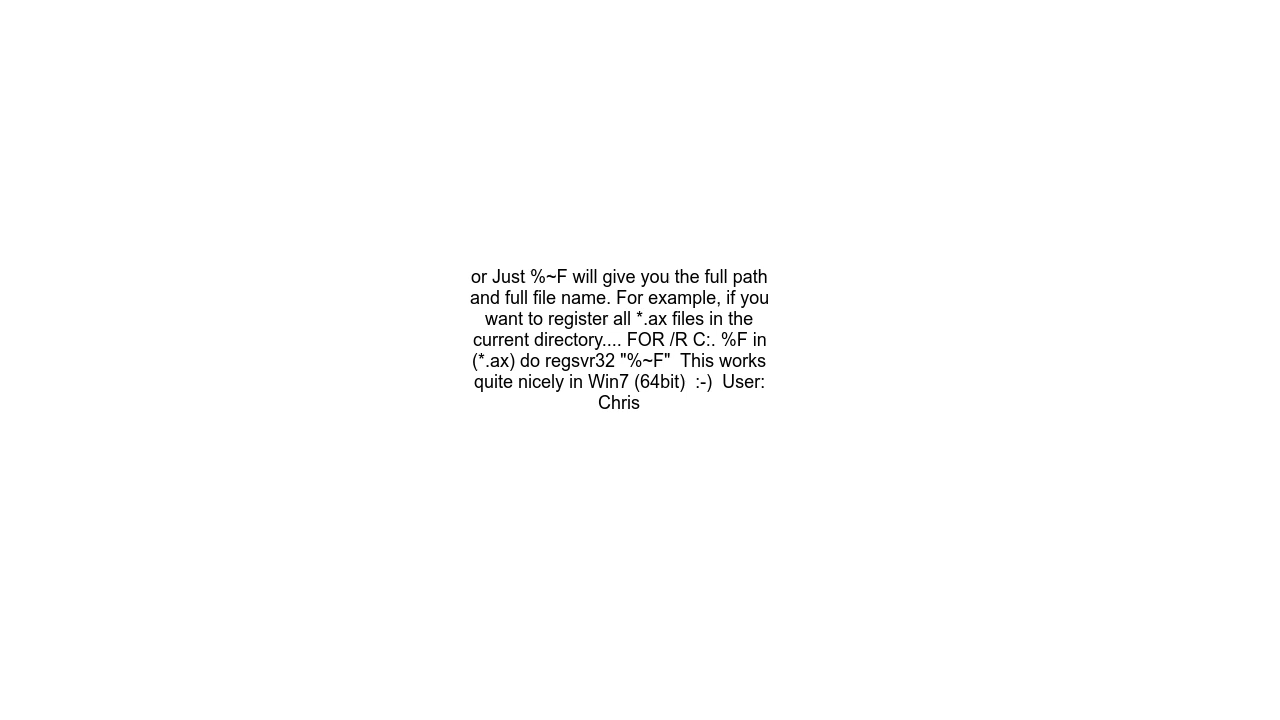 or Just %~F will give you the full path
and full file name. For example, if you
want to register all *.ax files in the
current directory.... FOR /R C:. %F in
(*.ax) do regsvr32 "%~F"  This works
quite nicely in Win7 (64bit)  :-)  User:
Chris